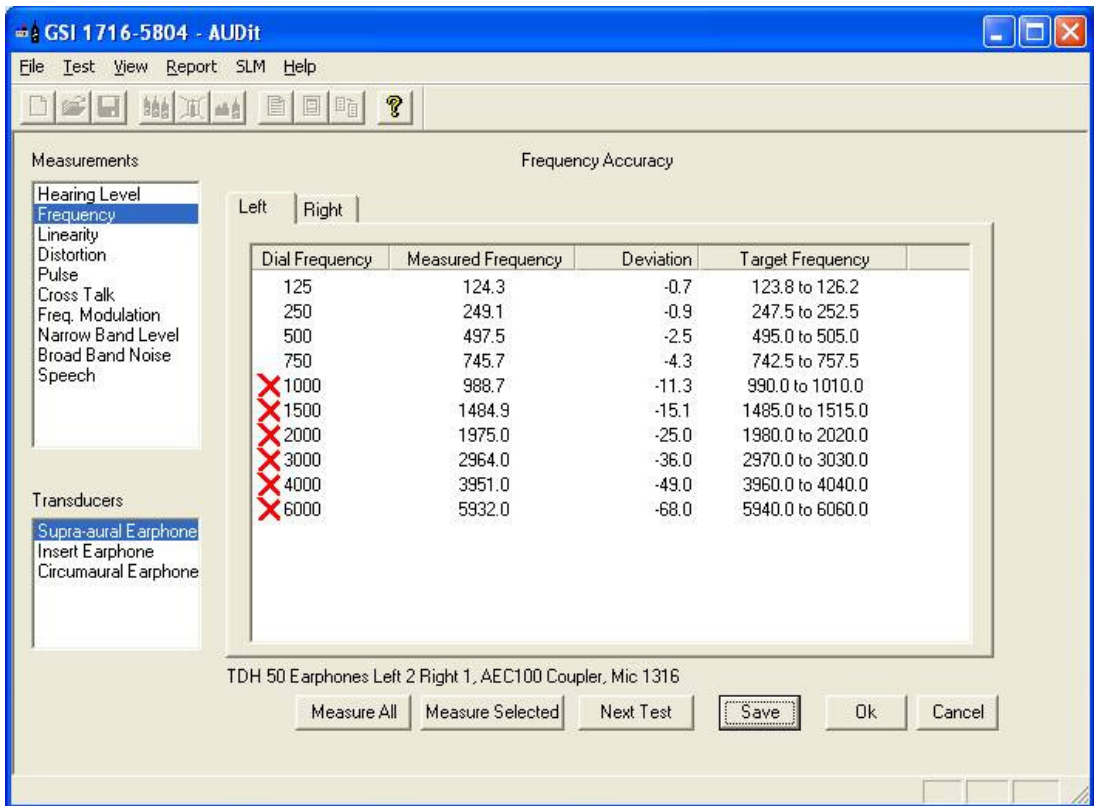 GSI 1716-5804 - AUDit
File Test View Report SLM Help
Measurements
Frequency Accuracy
Hearing Level
Frequency
Linearity
Distortion
Pulse
Cross Talk
Freq. Modulation
Narrow Band Level
Broad Band Noise
Speech
Left Right
Dial Frequency Measured Frequency Deviation Target Frequency
125 124.3 -0.7 123.8 to 126.2
250 249.1 -0.9 247.5 to 252.5
500 497.5 -2.5 495.0 to 505.0
750 745.7 -4.3 742.5 to 757.5
1000 988.7 -11.3 990.0 to 1010.0
1500 1484.9 -15.1 1485.0 to 1515.0
2000 1975.0 -25.0 1980.0 to 2020.0
3000 2964.0 -36.0 2970.0 to 3030.0
4000 3951.0 -49.0 3960.0 to 4040.0
6000 5932.0 -68.0 5940.0 to 6060.0
Transducers
Supra-aural Earphone
Insert Earphone
Circumaural Earphone
TDH 50 Earphones Left 2 Right 1, AEC100 Coupler, Mic 1316
Measure All Measure Selected Next Test Save Ok Cancel